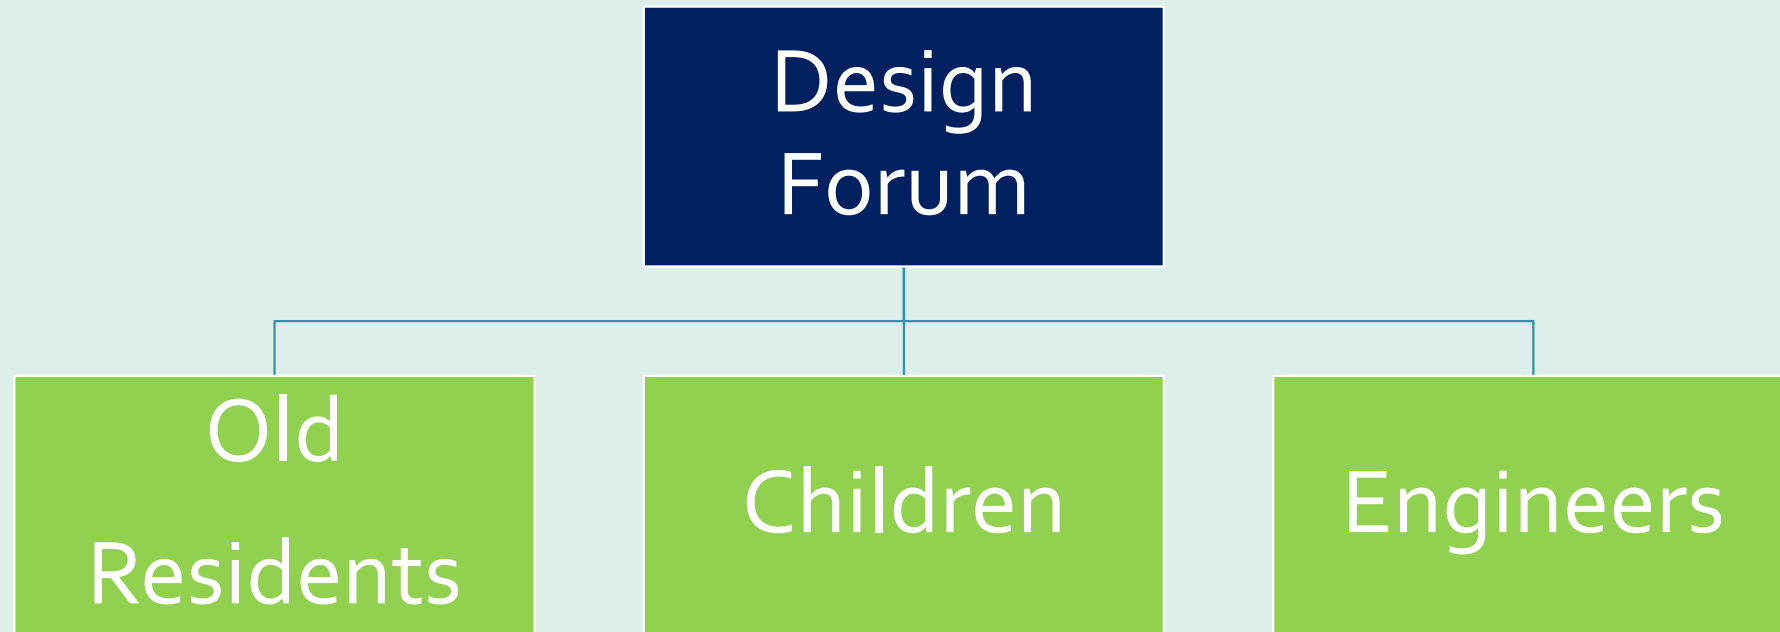 Design
Forum
Old
Residents
Children
Engineers